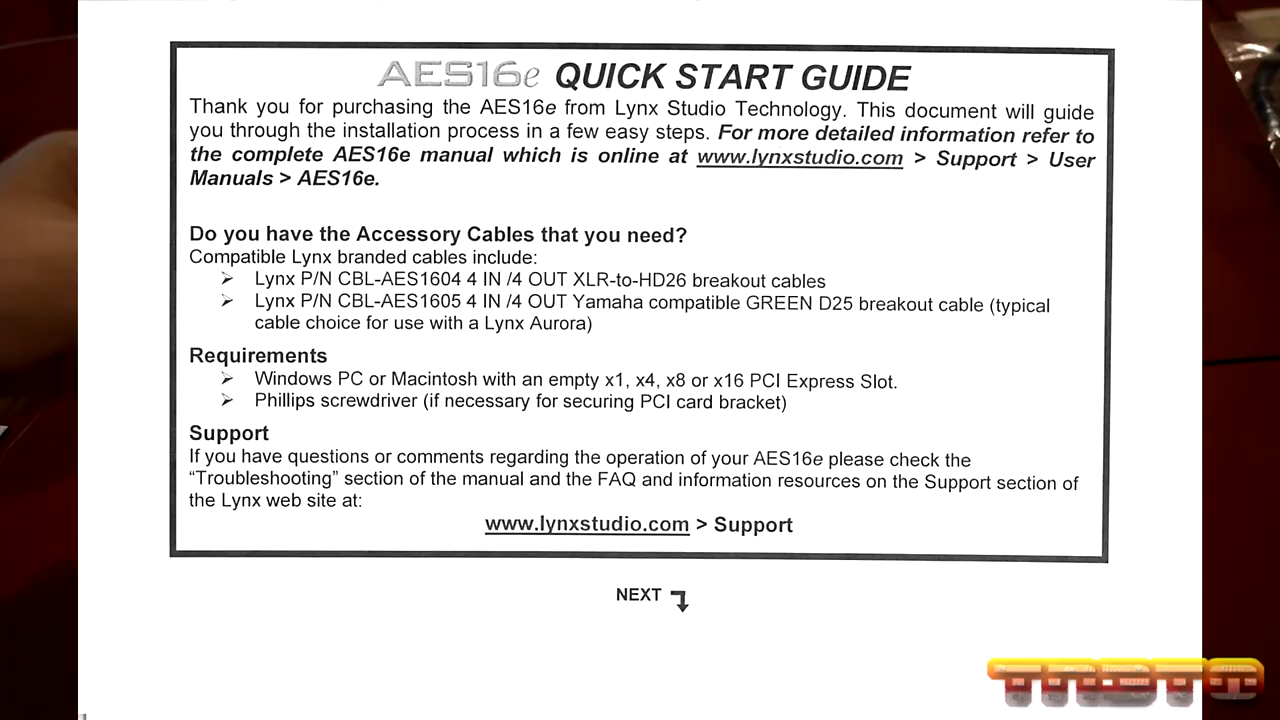 AES16e QUICK START GUIDE
Thank you for purchasing the AES16e from Lynx Studio Technology. This document will guide
you through the installation process in a few easy steps. For more detailed information refer to
the complete AES16e manual which is online at www.lynxstudio.com > Support > User
Manuals > AES16e.
Do you have the Accessory Cables that you need?
Compatible Lynx branded cables include:
➢ Lynx P/N CBL-AES1604 4 IN /4 OUT XLR-to-HD26 breakout cables
➢ Lynx P/N CBL-AES1605 4 IN /4 OUT Yamaha compatible GREEN D25 breakout cable (typical
cable choice for use with a Lynx Aurora)
Requirements
➢ Windows PC or Macintosh with an empty x1, x4, x8 or x16 PCI Express Slot.
➢ Phillips screwdriver (if necessary for securing PCI card bracket)
Support
If you have questions or comments regarding the operation of your AES16e please check the
“Troubleshooting” section of the manual and the FAQ and information resources on the Support section of
the Lynx web site at:
www.lynxstudio.com > Support
NEXT